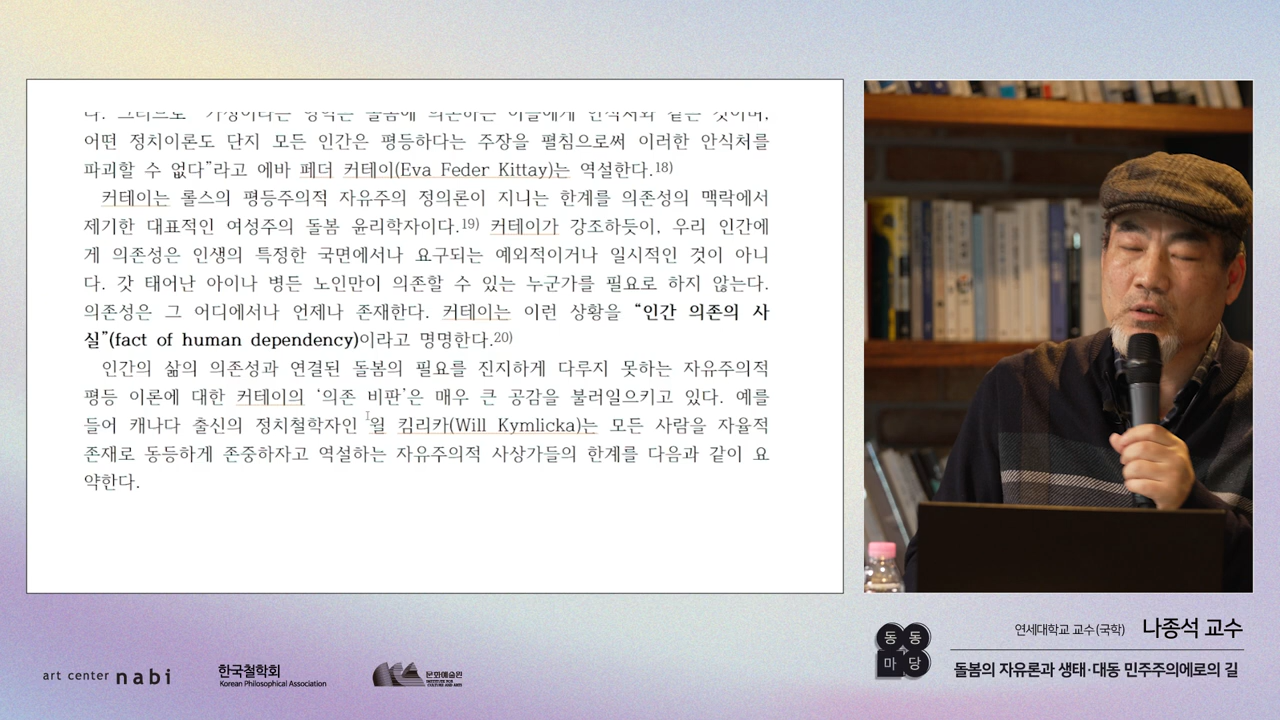 어떤 정치이론도 단지 모든 인간은 평등하다는 주장을 펼침으로써 이러한 안식처를
파괴할 수 없다”라고 에바 페더 커테이(Eva Feder Kittay)는 역설한다.18)
커테이는 롤스의 평등주의적 자유주의 정의론이 지니는 한계를 의존성의 맥락에서
제기한 대표적인 여성주의 돌봄 윤리학자이다.19) 커테이가 강조하듯이, 우리 인간에
게 의존성은 인생의 특정한 국면에서나 요구되는 예외적이거나 일시적인 것이 아니
다. 갓 태어난 아이나 병든 노인만이 의존할 수 있는 누군가를 필요로 하지 않는다.
의존성은 그 어디에서나 언제나 존재한다. 커테이는 이런 상황을 “인간 의존의 사
실”(fact of human dependency)이라고 명명한다.20)
인간의 삶의 의존성과 연결된 돌봄의 필요를 진지하게 다루지 못하는 자유주의적
평등 이론에 대한 커테이의 ‘의존 비판’은 매우 큰 공감을 불러일으키고 있다. 예를
들어 캐나다 출신의 정치철학자인 윌 킴리카(Will Kymlicka)는 모든 사람을 자율적
존재로 동등하게 존중하자고 역설하는 자유주의적 사상가들의 한계를 다음과 같이 요
약한다.
art center nabi
한국철학회
Korean Philosophical Association
문화예술원
INSTITUTE FOR
CULTURE AND ARTS
동동
마당
연세대학교 교수(국학) 나종석 교수
돌봄의 자유론과 생태·대동 민주주의에로의 길